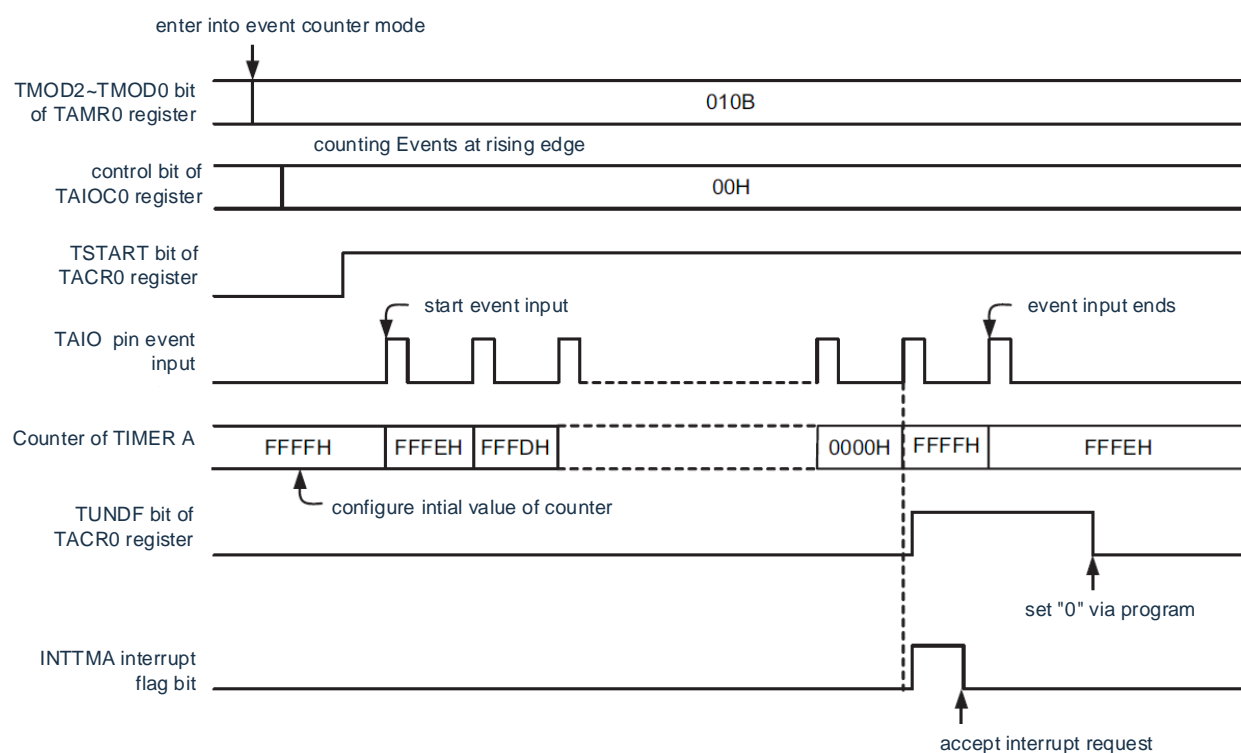 enter into event counter mode
TMOD2~TMOD0 bit
of TAMR0 register
010B
counting Events at rising edge
control bit of
TAIOC0 register
00H
TSTART bit of
TACR0 register
start event input
event input ends
TAIO pin event
input
Counter of TIMER A
FFFFH
FFFEH
FFFDH
0000H
FFFFH
FFFEH
configure intial value of counter
TUNDF bit of
TACR0 register
set "0" via program
INTTMA interrupt
flag bit
accept interrupt request